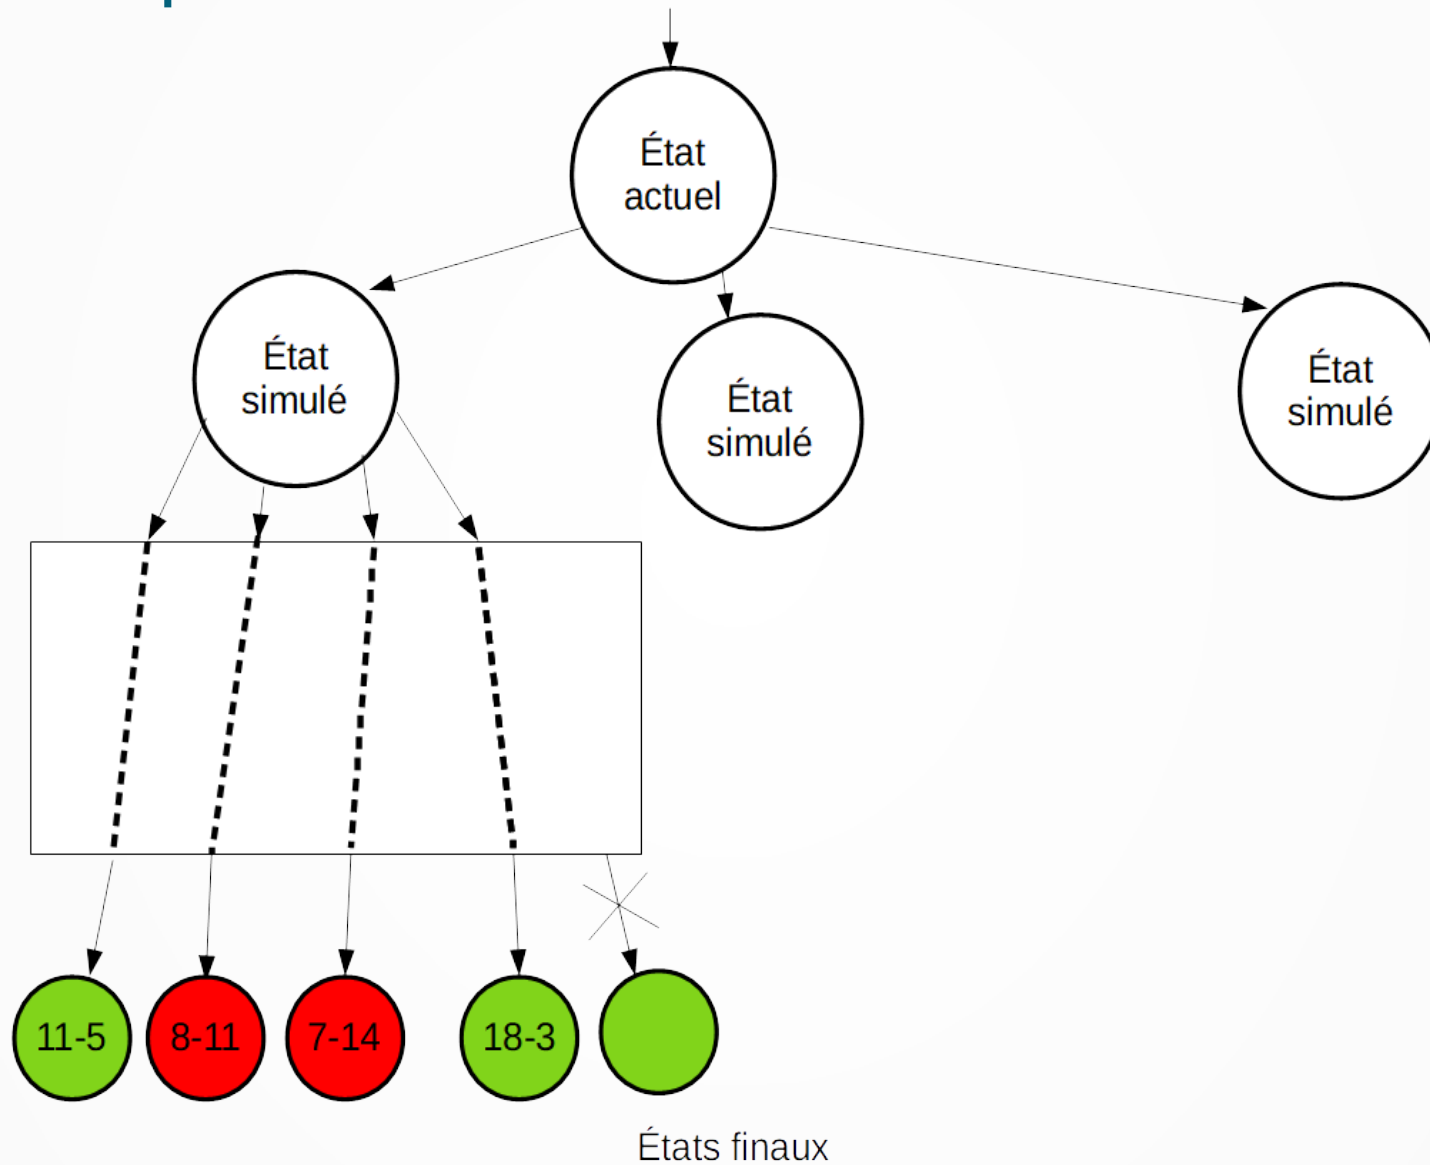 État
actuel
État
simulé
État
simulé
État
simulé
11-5
8-11
7-14
18-3
États finaux